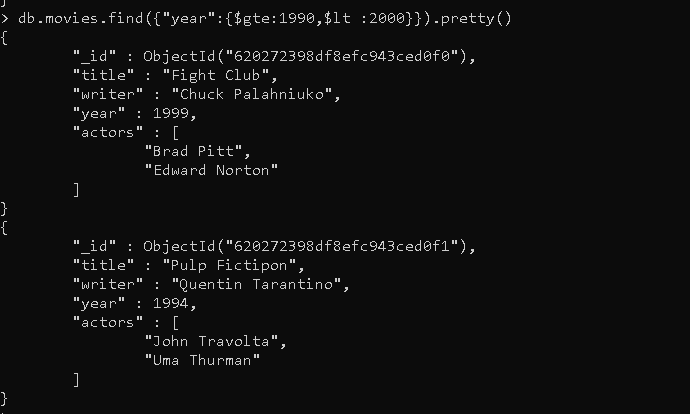 > db.movies.find({"year":{$gte:1990,$lt :2000}}).pretty()
{
"_id" : ObjectId("620272398df8efc943ced0f0"),
"title" : "Fight Club",
"writer" : "Chuck Palahniuko",
"year" : 1999,
"actors" : [
"Brad Pitt",
"Edward Norton"
]
}
{
"_id" : ObjectId("620272398df8efc943ced0f1"),
"title" : "Pulp Fictipon",
"writer" : "Quentin Tarantino",
"year" : 1994,
"actors" : [
"John Travolta",
"Uma Thurman"
]
}